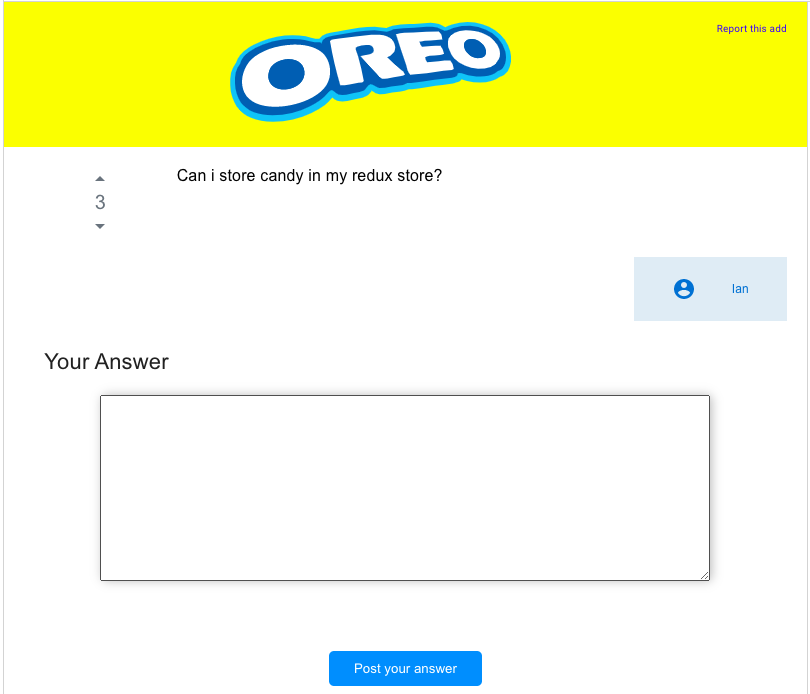 OREO
Report this add
Can i store candy in my redux store?
3
Ian
Your Answer
Post your answer